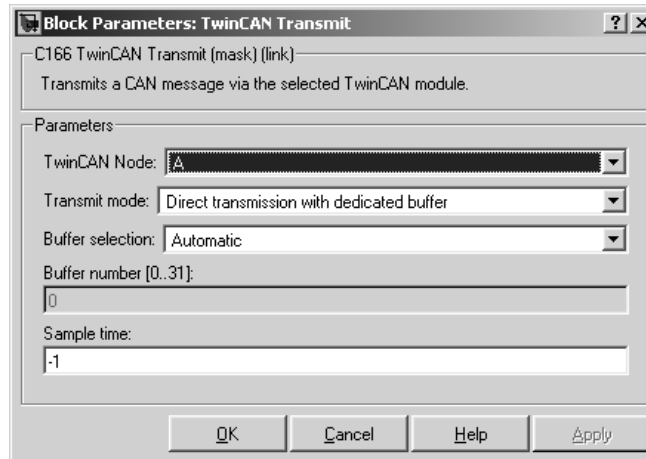 Block Parameters: TwinCAN Transmit
C166 TwinCAN Transmit (mask) (link)
Transmits a CAN message via the selected TwinCAN module.
Parameters
TwinCAN Node: A
Transmit mode: Direct transmission with dedicated buffer
Buffer selection: Automatic
Buffer number [0..31]:
0
Sample time:
-1
OK Cancel Help Apply